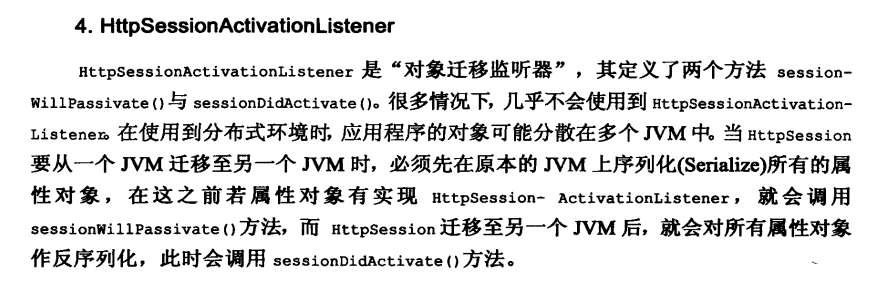 4. HttpSessionActivationListener
HttpSessionActivationListener 是“对象迁移监听器”，其定义了两个方法 session-
WillPassivate()与 sessionDidActivate()。很多情况下，几乎不会使用到 HttpSessionActivation-
Listener。在使用到分布式环境时，应用程序的对象可能分散在多个 JVM 中。当 HttpSession
要从一个 JVM 迁移至另一个 JVM 时，必须先在原本的 JVM 上序列化(Serialize)所有的属
性对象，在这之前若属性对象有实现 HttpSession- ActivationListener，就会调用
sessionWillPassivate()方法，而 HttpSession 迁移至另一个 JVM 后，就会对所有属性对象
作反序列化，此时会调用 sessionDidActivate()方法。